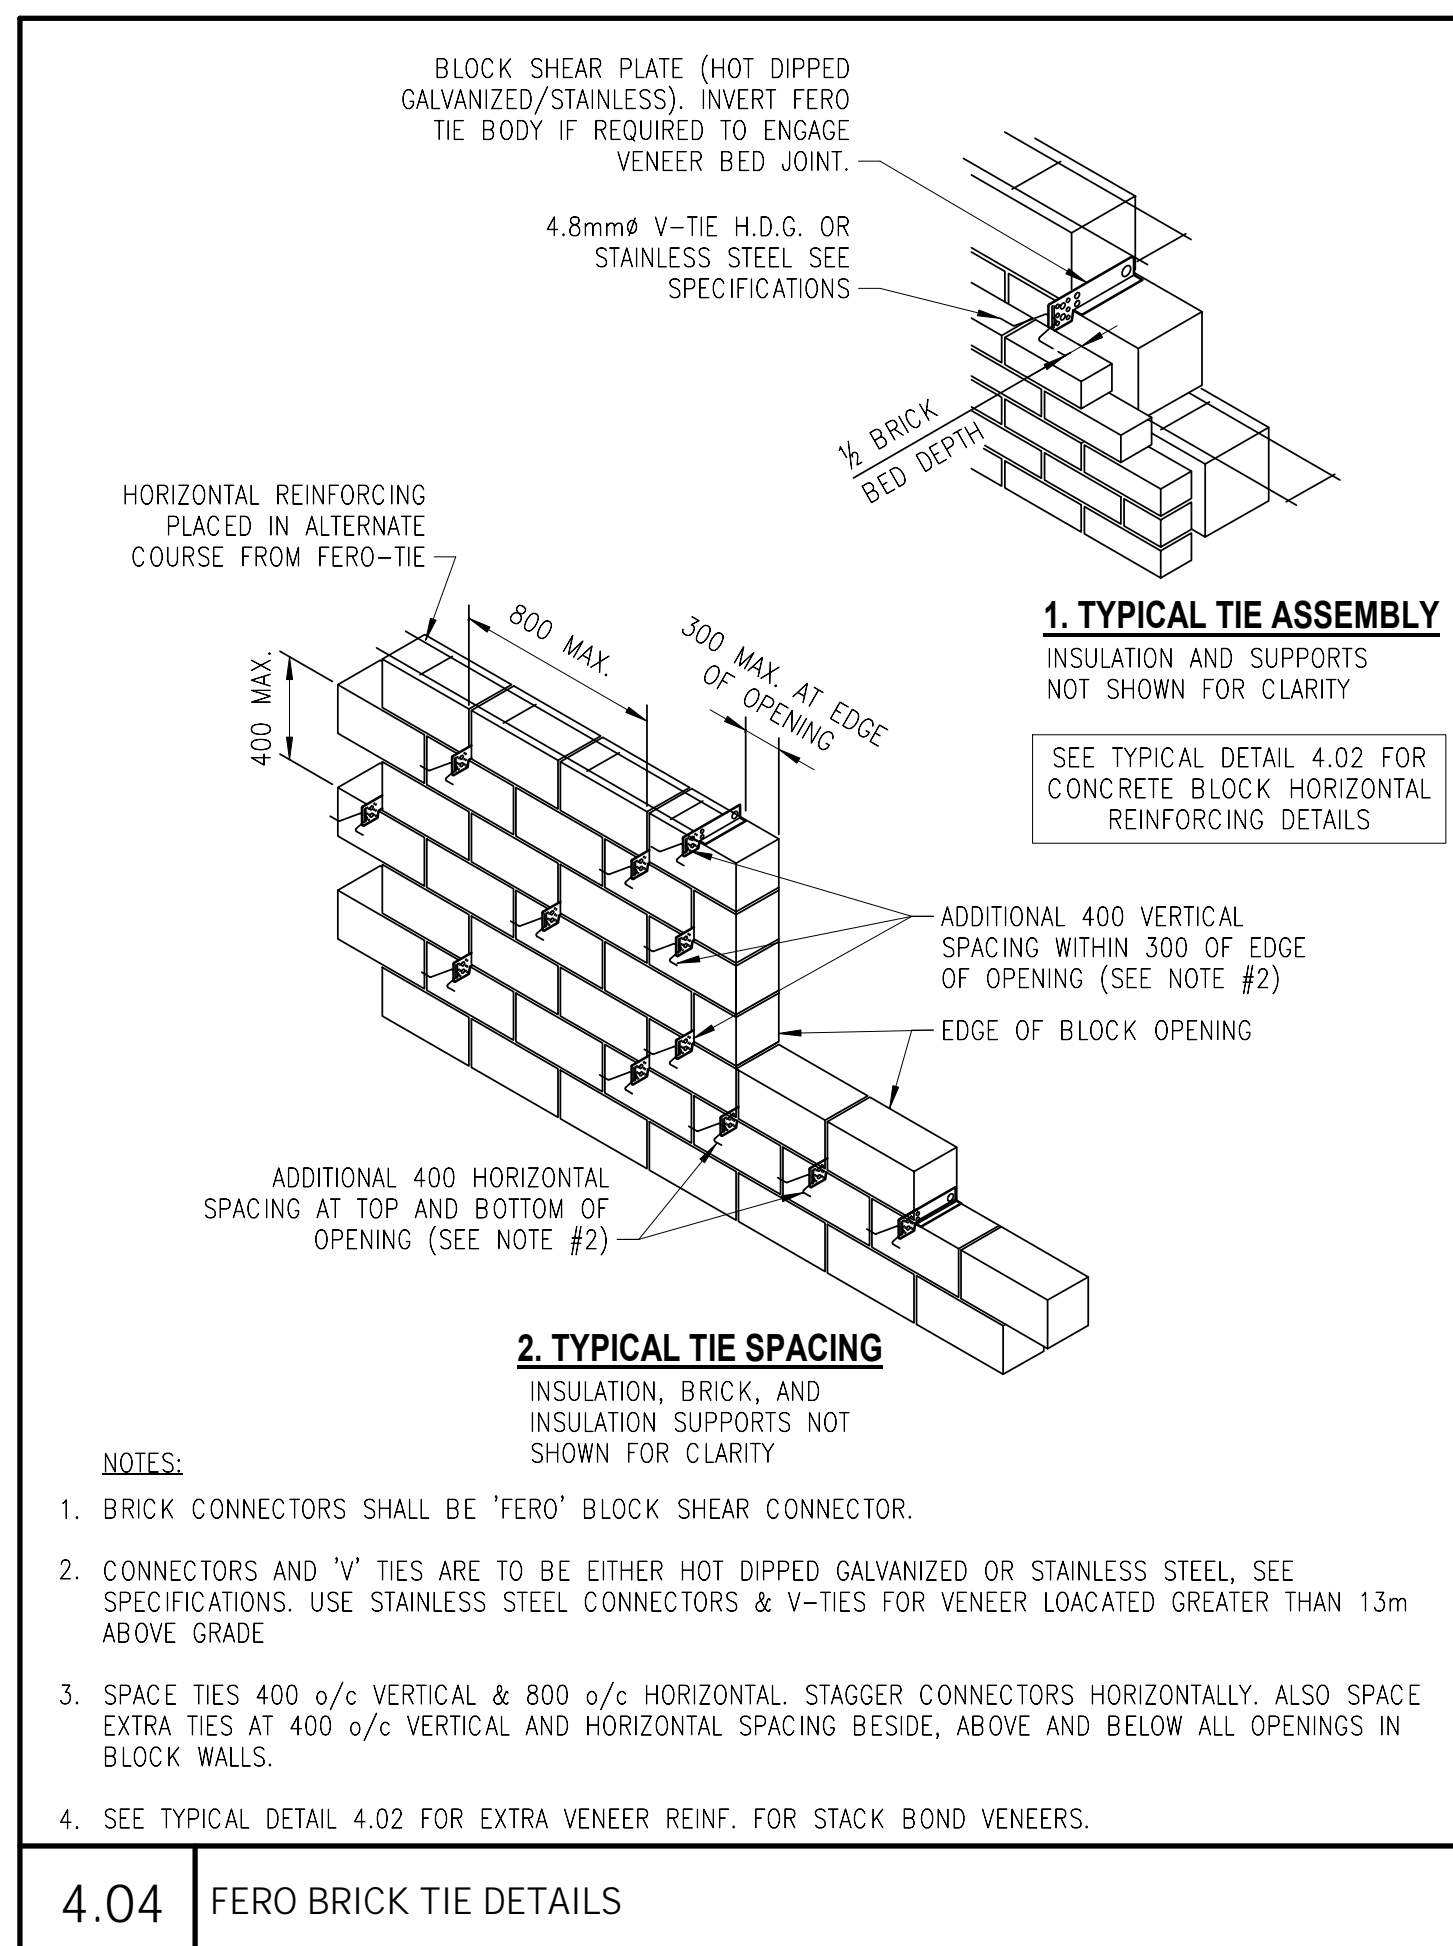 BLOCK SHEAR PLATE (HOT DIPPED
GALVANIZED/STAINLESS). INVERT FERO
TIE BODY IF REQUIRED TO ENGAGE
VENEER BED JOINT.
4.8mmø V-TIE H.D.G. OR
STAINLESS STEEL SEE
SPECIFICATIONS
½ BRICK
BED DEPTH
1. TYPICAL TIE ASSEMBLY
INSULATION AND SUPPORTS
NOT SHOWN FOR CLARITY
SEE TYPICAL DETAIL 4.02 FOR
CONCRETE BLOCK HORIZONTAL
REINFORCING DETAILS
HORIZONTAL REINFORCING
PLACED IN ALTERNATE
COURSE FROM FERO-TIE
400 MAX.
800 MAX.
300 MAX. AT EDGE
OF OPENING
ADDITIONAL 400 VERTICAL
SPACING WITHIN 300 OF EDGE
OF OPENING (SEE NOTE #2)
EDGE OF BLOCK OPENING
ADDITIONAL 400 HORIZONTAL
SPACING AT TOP AND BOTTOM OF
OPENING (SEE NOTE #2)
2. TYPICAL TIE SPACING
INSULATION, BRICK, AND
INSULATION SUPPORTS NOT
SHOWN FOR CLARITY
NOTES:
1. BRICK CONNECTORS SHALL BE 'FERO' BLOCK SHEAR CONNECTOR.
2. CONNECTORS AND 'V' TIES ARE TO BE EITHER HOT DIPPED GALVANIZED OR STAINLESS STEEL, SEE
SPECIFICATIONS. USE STAINLESS STEEL CONNECTORS & V-TIES FOR VENEER LOACATED GREATER THAN 13m
ABOVE GRADE
3. SPACE TIES 400 o/c VERTICAL & 800 o/c HORIZONTAL. STAGGER CONNECTORS HORIZONTALLY. ALSO SPACE
EXTRA TIES AT 400 o/c VERTICAL AND HORIZONTAL SPACING BESIDE, ABOVE AND BELOW ALL OPENINGS IN
BLOCK WALLS.
4. SEE TYPICAL DETAIL 4.02 FOR EXTRA VENEER REINF. FOR STACK BOND VENEERS.
4.04
FERO BRICK TIE DETAILS